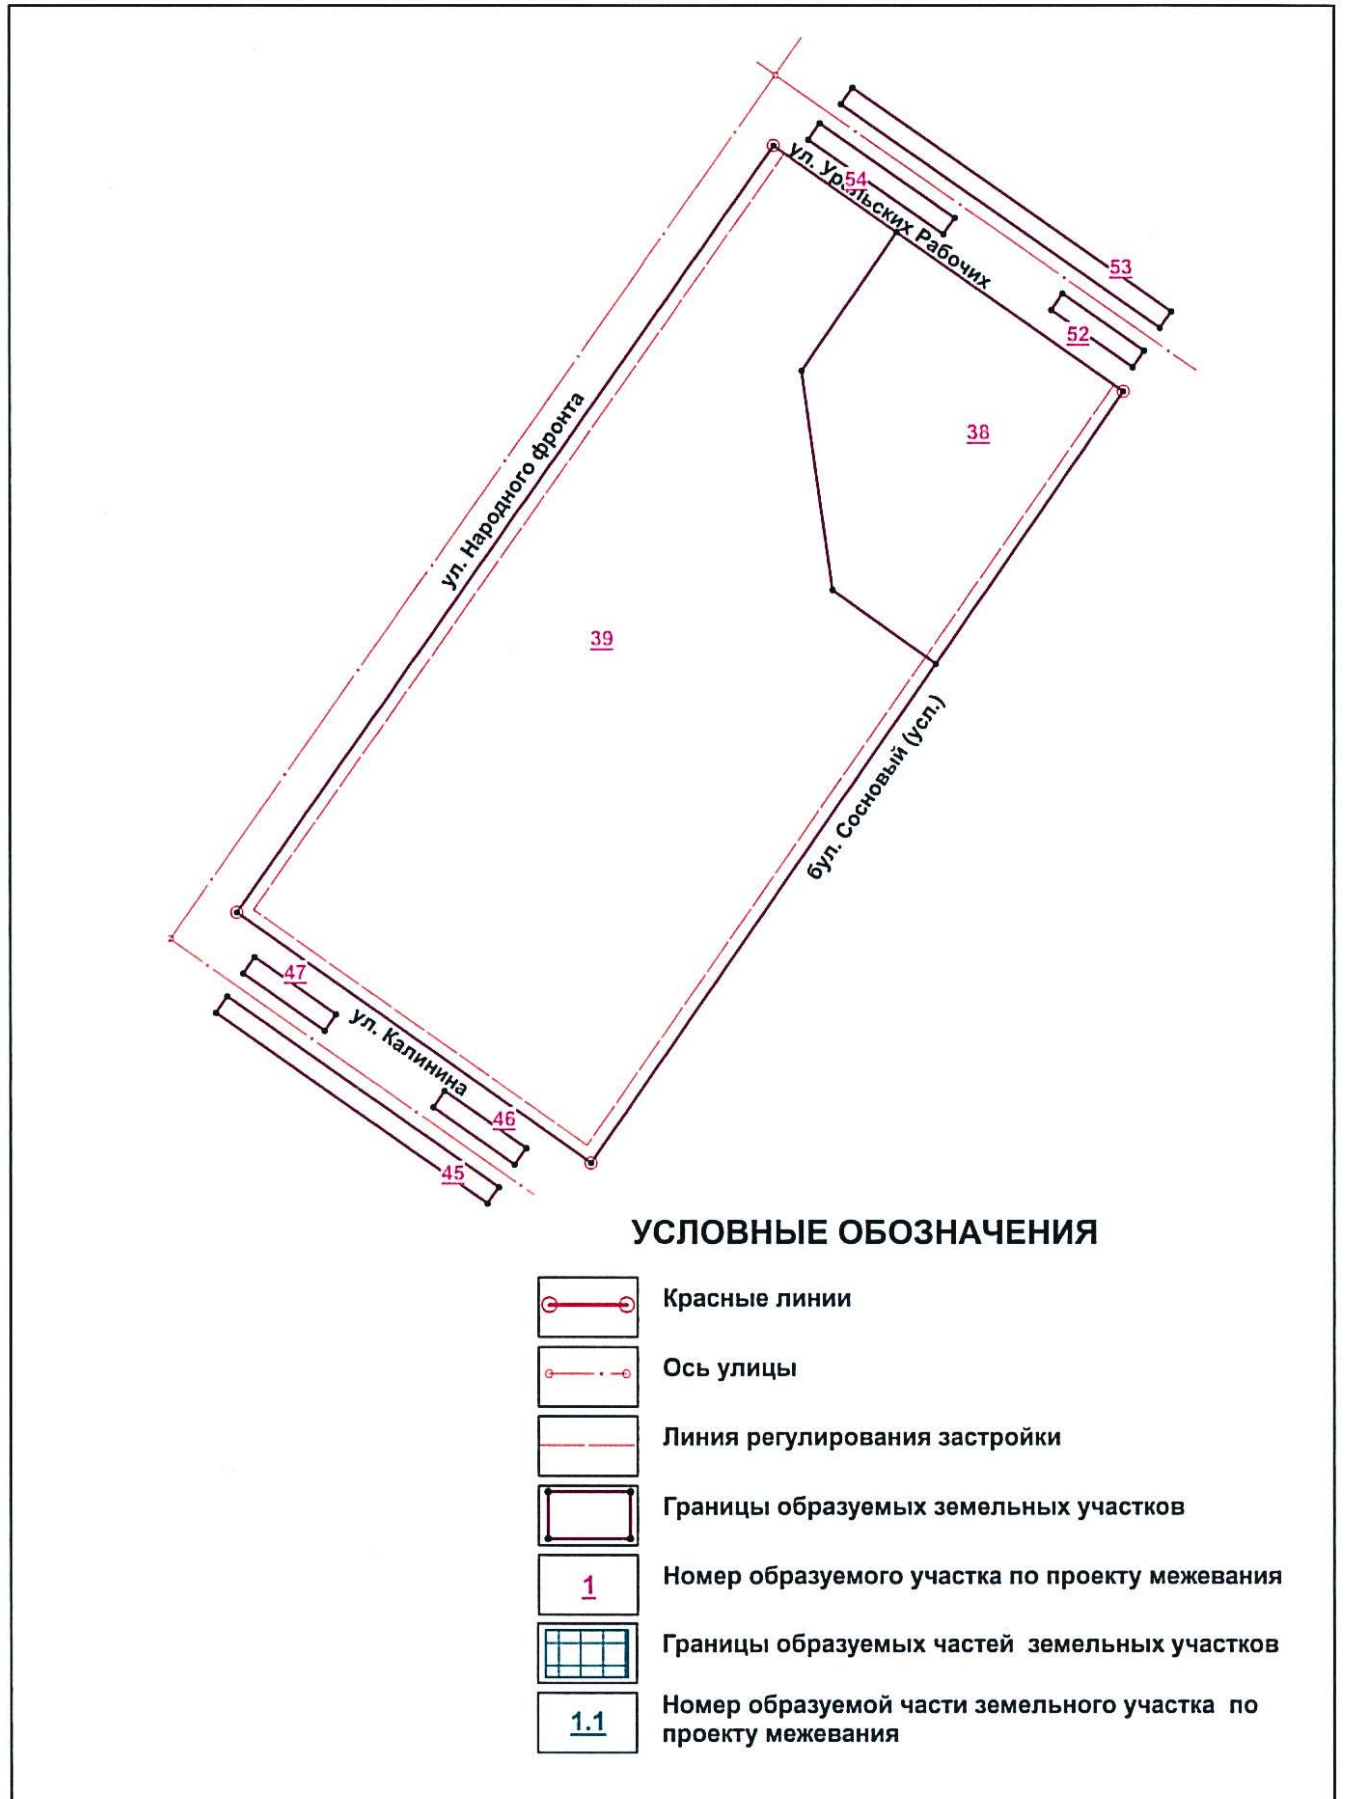 ул. Уральских Рабочих
54
53
52
38
ул. Народного фронта
39
бул. Сосновый (усл.)
47
ул. Калинина
46
45
УСЛОВНЫЕ ОБОЗНАЧЕНИЯ
Красные линии
Ось улицы
Линия регулирования застройки
Границы образуемых земельных участков
1
Номер образуемого участка по проекту межевания
Границы образуемых частей земельных участков
1.1
Номер образуемой части земельного участка по
проекту межевания